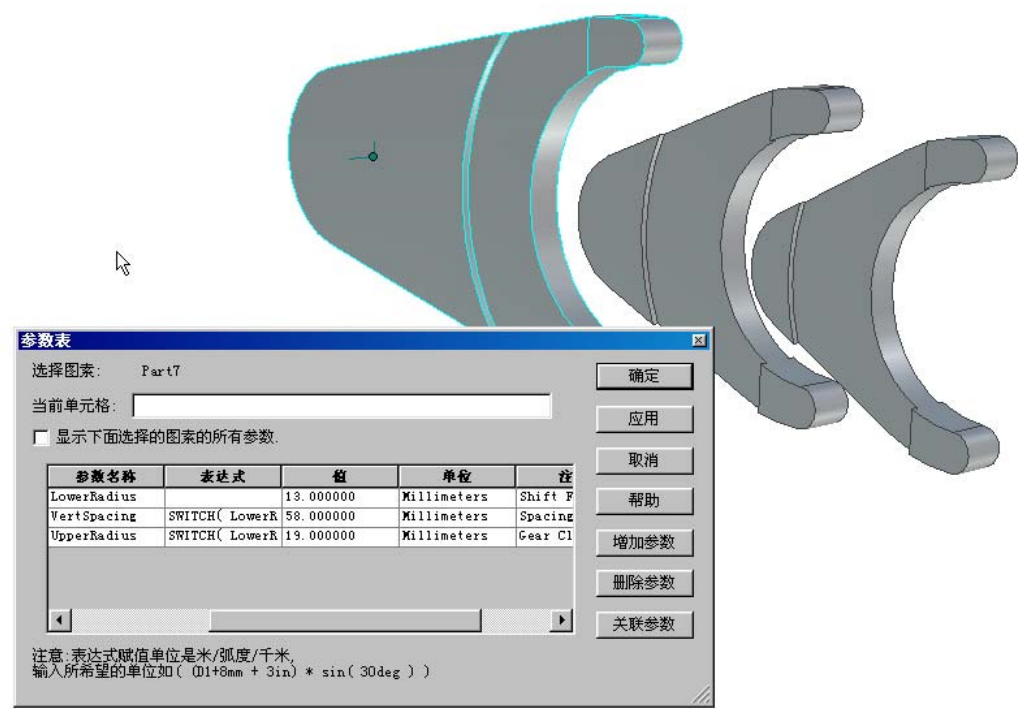 参数表
选择图素: Part7
当前单元格:
显示下面选择的图素的所有参数.
确定
应用
取消
帮助
增加参数
删除参数
关联参数
参数名称 表达式 值 单位 注
LowerRadius 13.000000 Millimeters Shift F
VertSpacing SWITCH( LowerR 58.000000 Millimeters Spacing
UpperRadius SWITCH( LowerR 19.000000 Millimeters Gear Cl
注意:表达式赋值单位是米/弧度/千米,
输入所希望的单位如( (D1+8mm + 3in) * sin( 30deg ) )